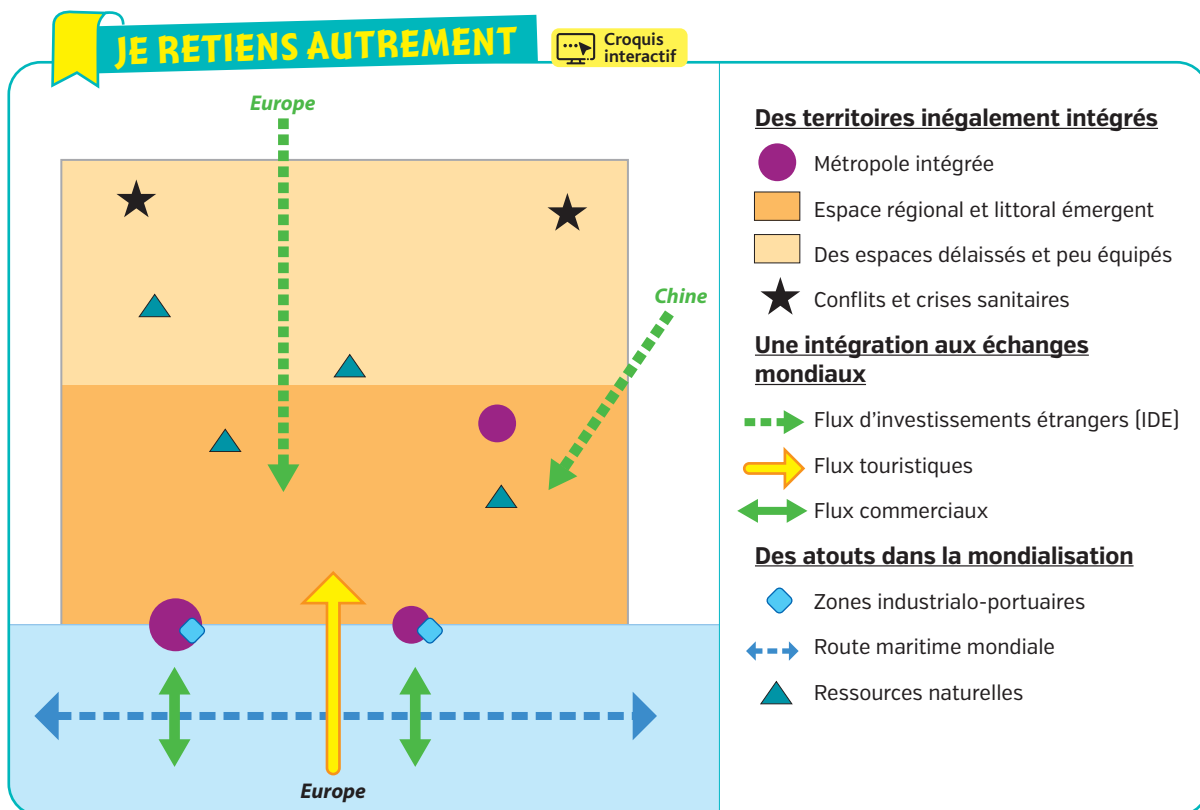 JE RETIENS AUTREMENT
Croquis
interactif
Europe
Chine
Europe
Des territoires inégalement intégrés
Métropole intégrée
Espace régional et littoral émergent
Des espaces délaissés et peu équipés
Conflits et crises sanitaires
Une intégration aux échanges
mondiaux
Flux d'investissements étrangers (IDE)
Flux touristiques
Flux commerciaux
Des atouts dans la mondialisation
Zones industrialo-portuaires
Route maritime mondiale
Ressources naturelles